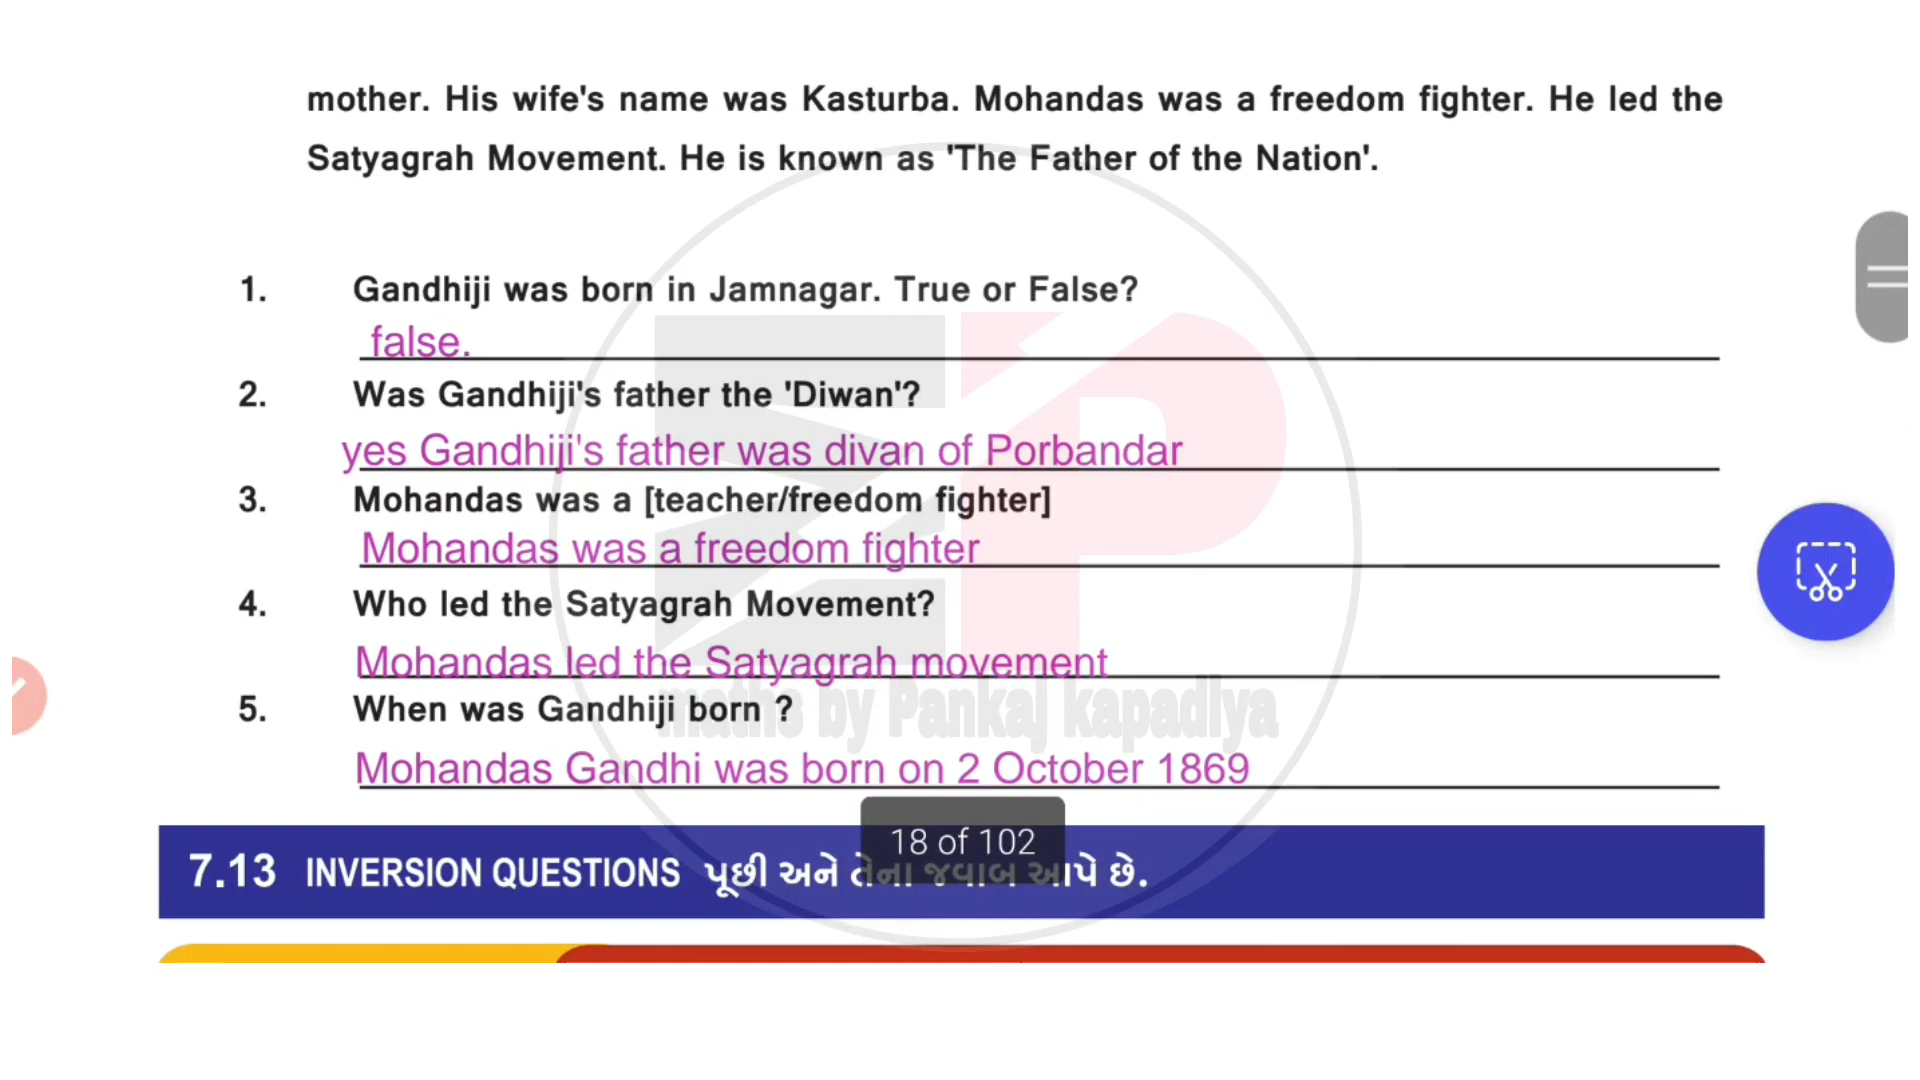 mother. His wife's name was Kasturba. Mohandas was a freedom fighter. He led the
Satyagrah Movement. He is known as 'The Father of the Nation'.
1. Gandhiji was born in Jamnagar. True or False?
false.
2. Was Gandhiji's father the 'Diwan'?
yes Gandhiji's father was divan of Porbandar
3. Mohandas was a [teacher/freedom fighter]
Mohandas was a freedom fighter
4. Who led the Satyagrah Movement?
Mohandas led the Satyagrah movement
maths by Pankaj kapadiya
5. When was Gandhiji born ?
Mohandas Gandhi was born on 2 October 1869
18 of 102
7.13 INVERSION QUESTIONS પૂછી અને તેના જવાબ આપે છે.